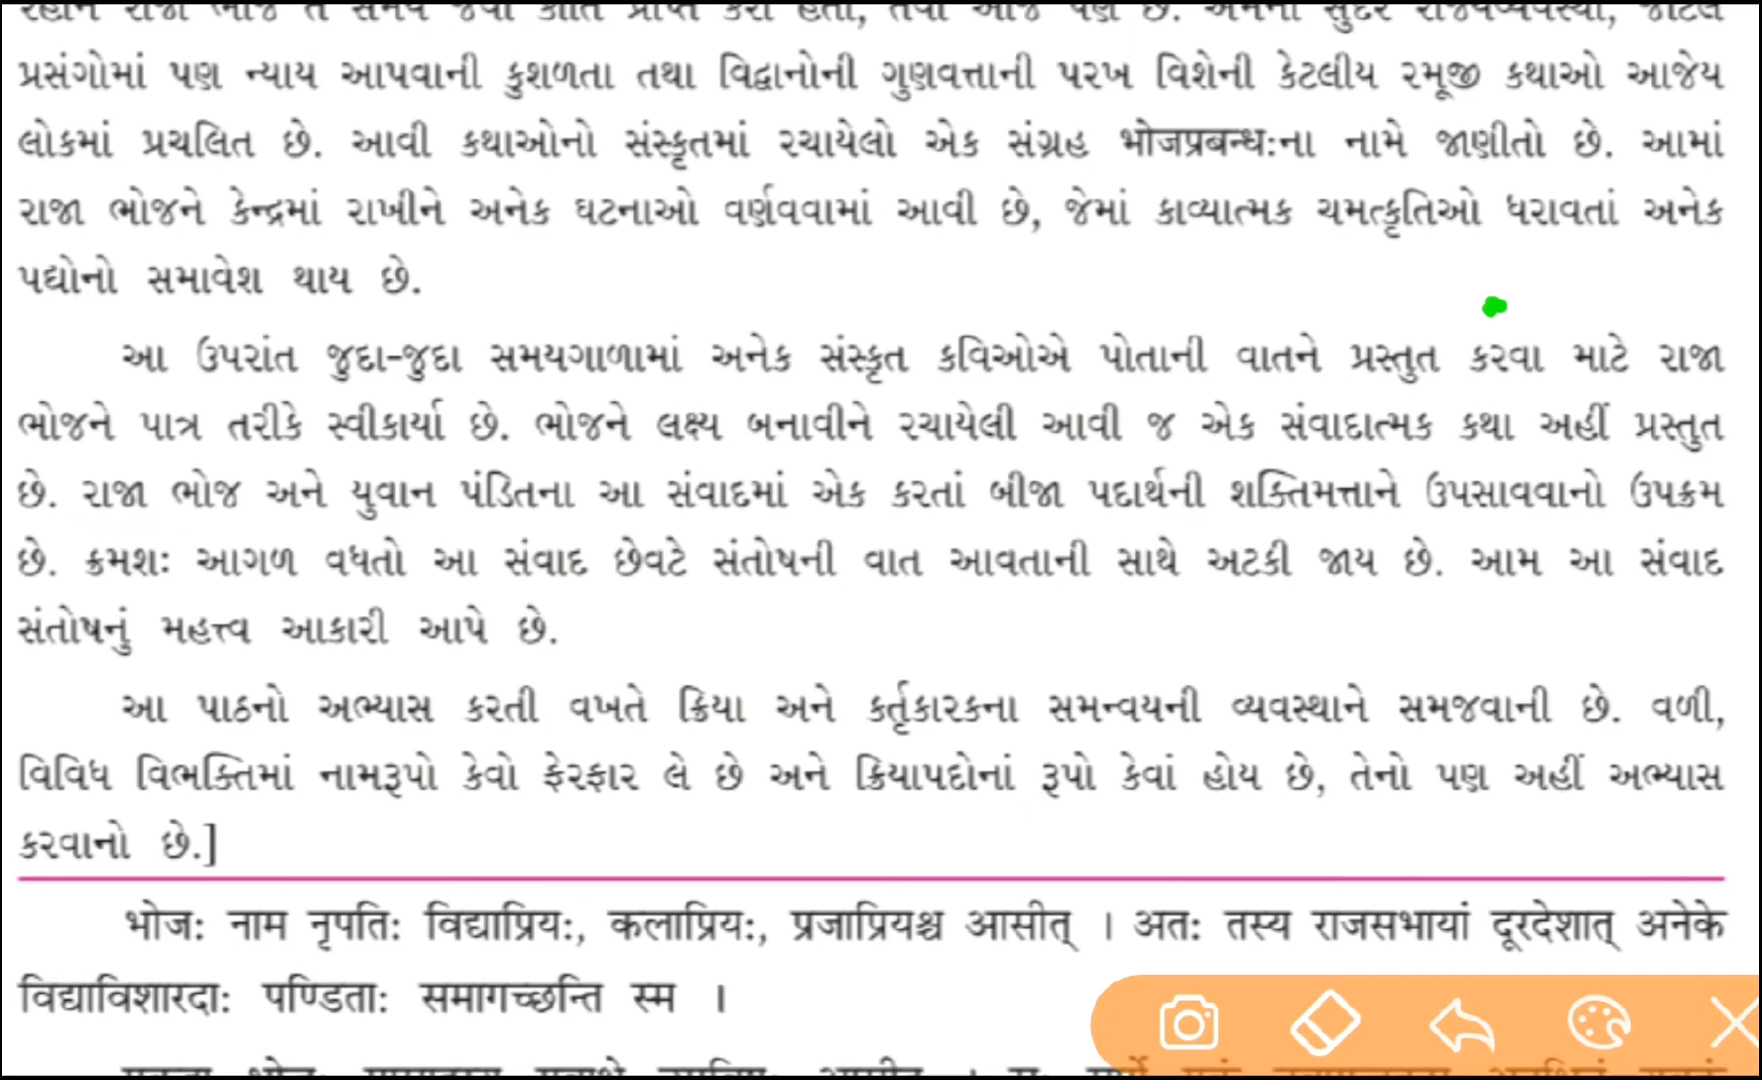 પ્રસંગોમાં પણ ન્યાય આપવાની કુશળતા તથા વિદ્વાનોની ગુણવત્તાની પરખ વિશેની કેટલીય રમૂજી કથાઓ આજેય
લોકમાં પ્રચલિત છે. આવી કથાઓનો સંસ્કૃતમાં રચાયેલો એક સંગ્રહ भोजप्रबन्धःના નામે જાણીતો છે. આમાં
રાજા ભોજને કેન્દ્રમાં રાખીને અનેક ઘટનાઓ વર્ણવવામાં આવી છે, જેમાં કાવ્યાત્મક ચમત્કૃતિઓ ધરાવતાં અનેક
પદ્યોનો સમાવેશ થાય છે.
આ ઉપરાંત જુદા-જુદા સમયગાળામાં અનેક સંસ્કૃત કવિઓએ પોતાની વાતને પ્રસ્તુત કરવા માટે રાજા
ભોજને પાત્ર તરીકે સ્વીકાર્યા છે. ભોજને લક્ષ્ય બનાવીને રચાયેલી આવી જ એક સંવાદાત્મક કથા અહીં પ્રસ્તુત
છે. રાજા ભોજ અને યુવાન પંડિતના આ સંવાદમાં એક કરતાં બીજા પદાર્થની શક્તિમત્તાને ઉપસાવવાનો ઉપક્રમ
છે. ક્રમશઃ આગળ વધતો આ સંવાદ છેવટે સંતોષની વાત આવતાની સાથે અટકી જાય છે. આમ આ સંવાદ
સંતોષનું મહત્ત્વ આકારી આપે છે.
આ પાઠનો અભ્યાસ કરતી વખતે ક્રિયા અને કર્તૃકારકના સમન્વયની વ્યવસ્થાને સમજવાની છે. વળી,
વિવિધ વિભક્તિમાં નામરૂપો કેવો ફેરફાર લે છે અને ક્રિયાપદોનાં રૂપો કેવાં હોય છે, તેનો પણ અહીં અભ્યાસ
કરવાનો છે.]
भोजः नाम नृपतिः विद्याप्रियः, कलाप्रियः, प्रजाप्रियश्च आसीत् । अतः तस्य राजसभायां दूरदेशात् अनेके
विद्याविशारदाः पण्डिताः समागच्छन्ति स्म ।